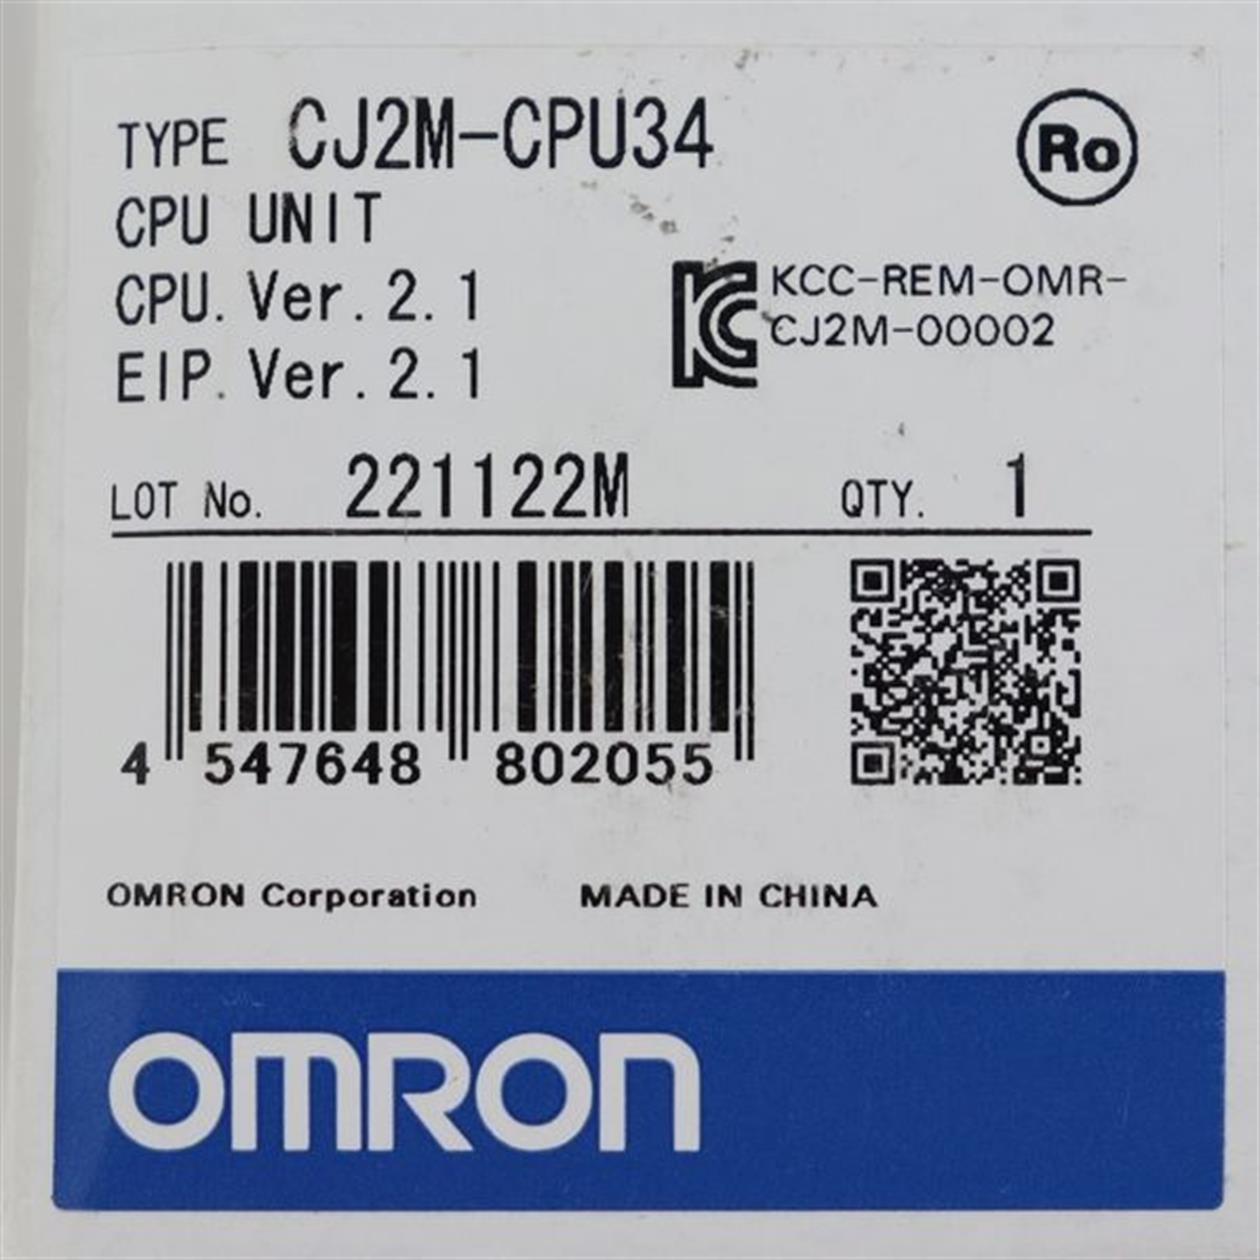 TYPE CJ2M-CPU34
Ro
CPU UNIT
CPU. Ver. 2. 1
EIP. Ver. 2. 1
KC
KCC-REM-OMR-
CJ2M-00002
LOT No. 221122M QTY. 1
4 547648 802055
OMRON Corporation MADE IN CHINA
OMRON